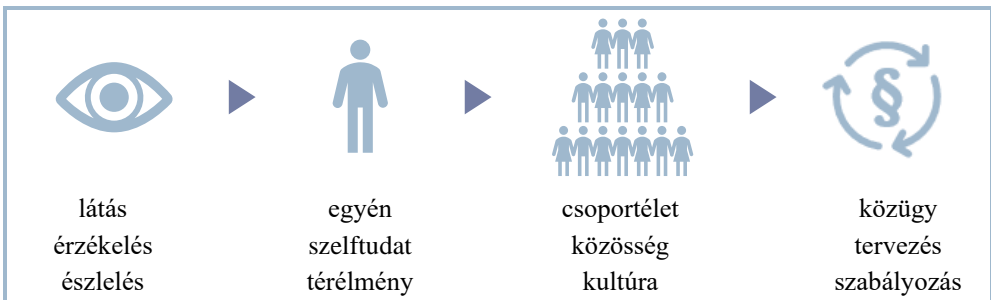 látás
érzékelés
észlelés
egyén
szelftudat
térélmény
csoportélet
közösség
kultúra
§
közügy
tervezés
szabályozás